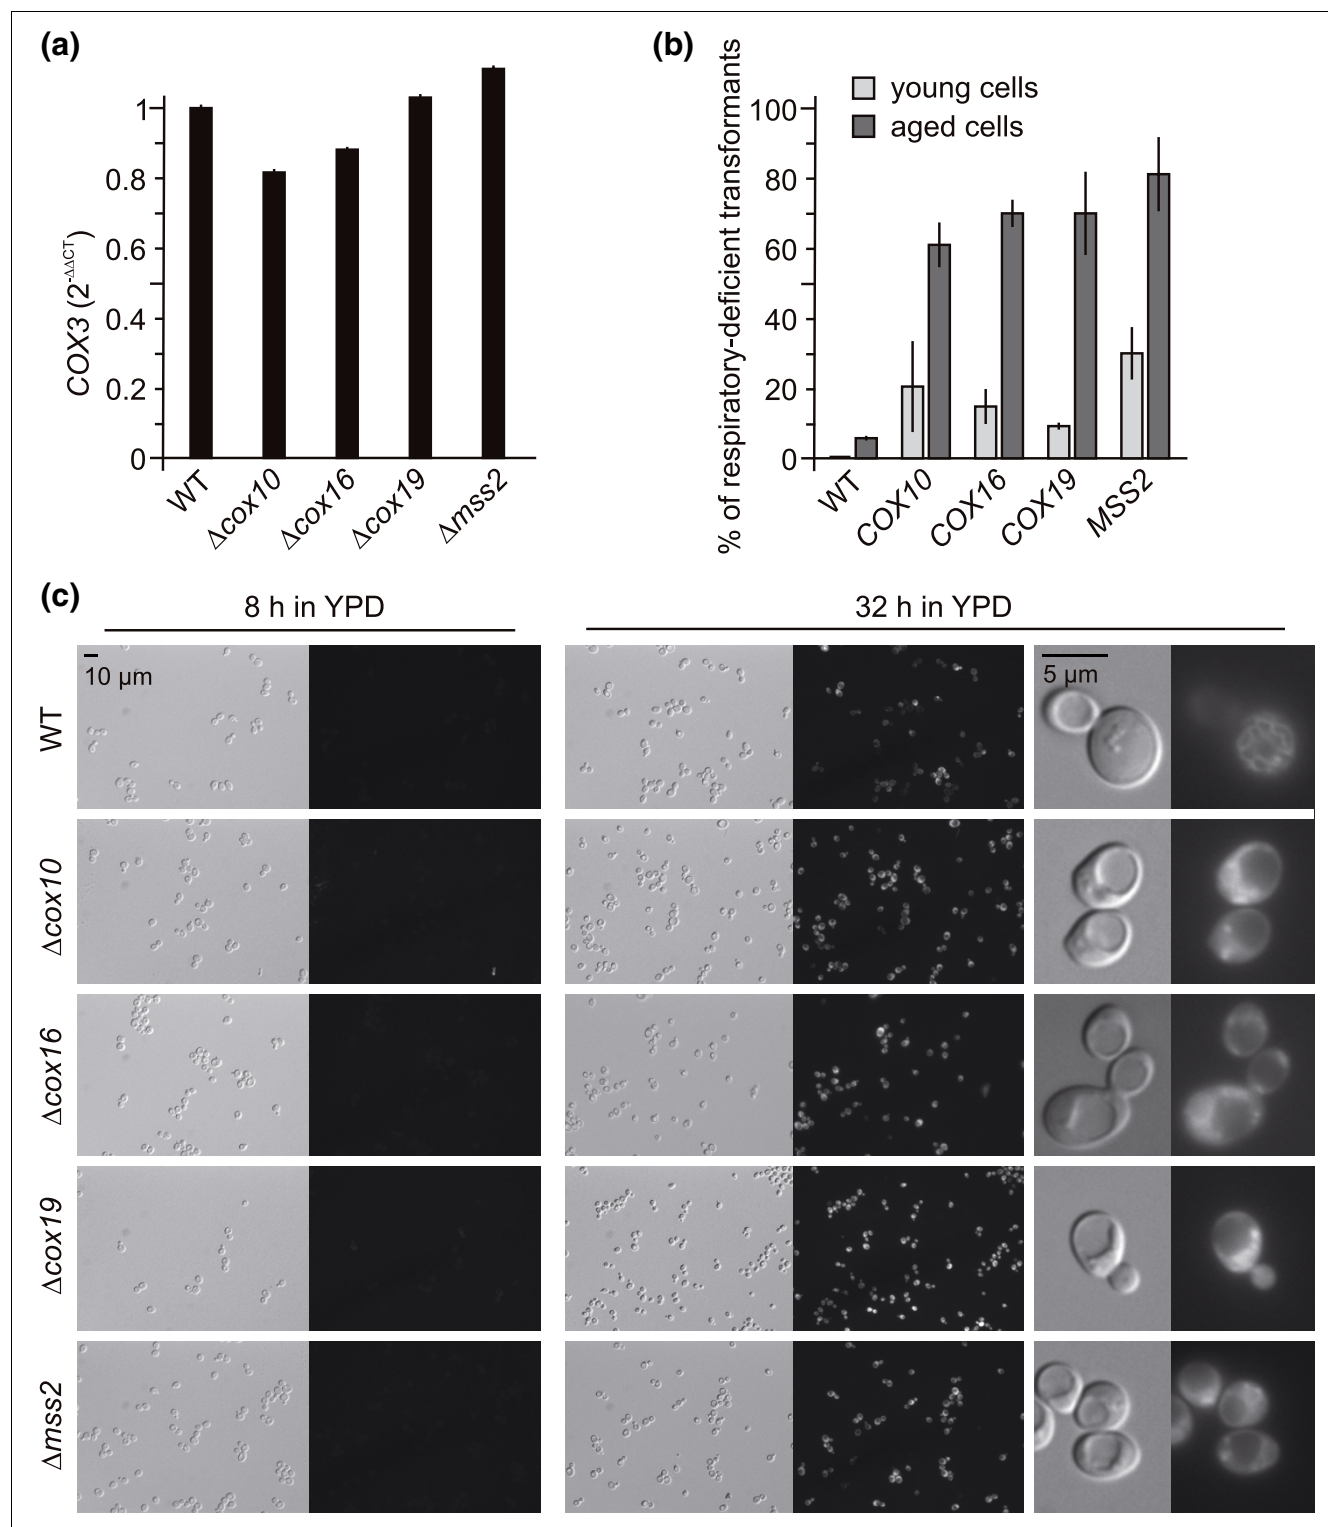 (a)
COX3 (2-ΔΔCT)
1
0.8
0.6
0.4
0.2
0
WT
Δcox10
Δcox16
Δcox19
Δmss2
(b)
% of respiratory-deficient transformants
young cells
aged cells
100
80
60
40
20
0
WT
COX10
COX16
COX19
MSS2
(c)
8 h in YPD
32 h in YPD
10 µm
5 µm
WT
Δcox10
Δcox16
Δcox19
Δmss2